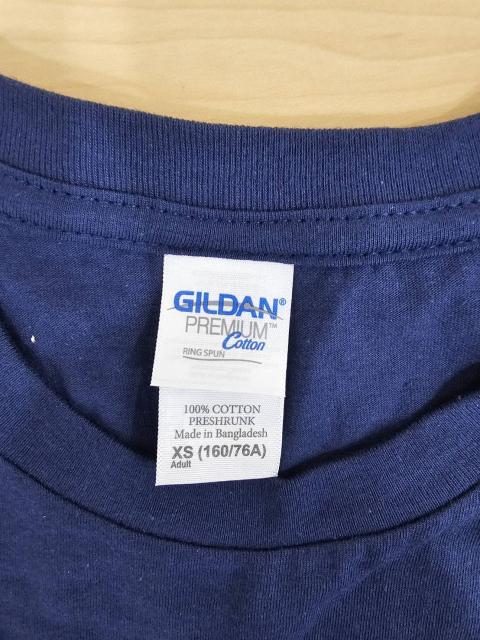 GILDAN®
PREMIUM™
Cotton
RING SPUN
100% COTTON
PRESHRUNK
Made in Bangladesh
XS (160/76A)
Adult